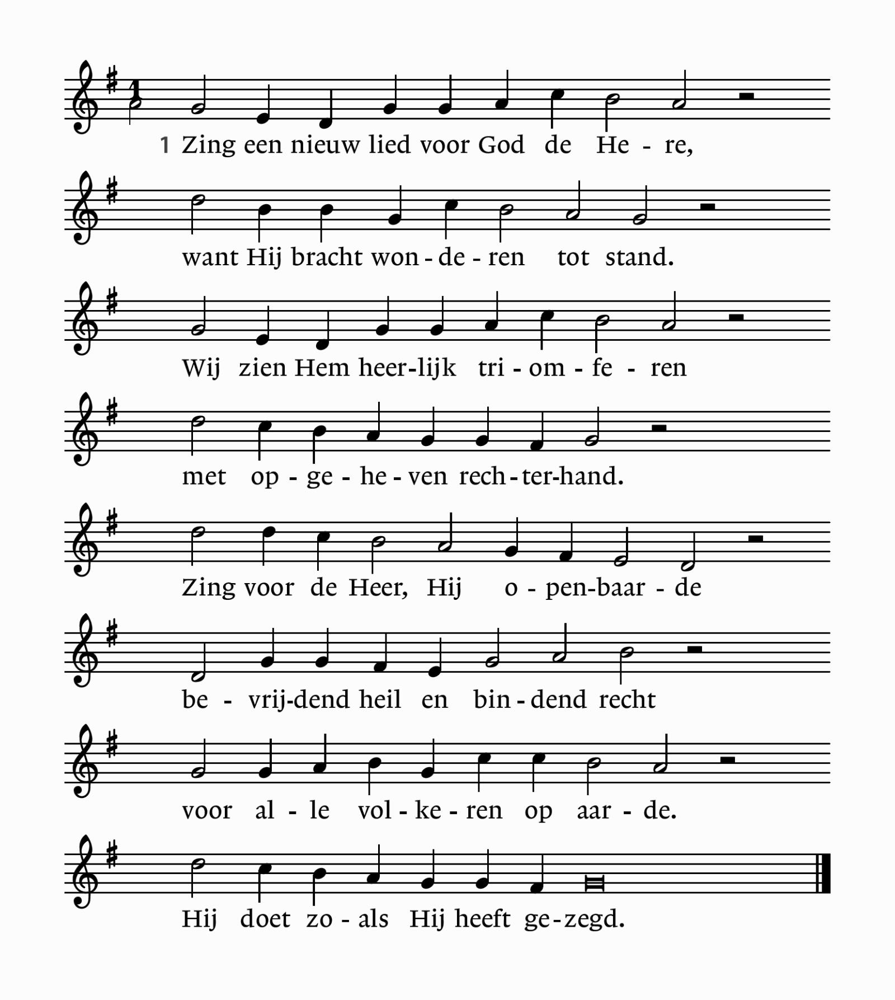 1 Zing een nieuw lied voor God de He - re,
want Hij bracht won - de - ren tot stand.
Wij zien Hem heer-lijk tri - om - fe - ren
met op - ge - he - ven rech - ter-hand.
Zing voor de Heer, Hij o - pen-baar - de
be - vrij-dend heil en bin - dend recht
voor al - le vol - ke - ren op aar - de.
Hij doet zo - als Hij heeft ge - zegd.